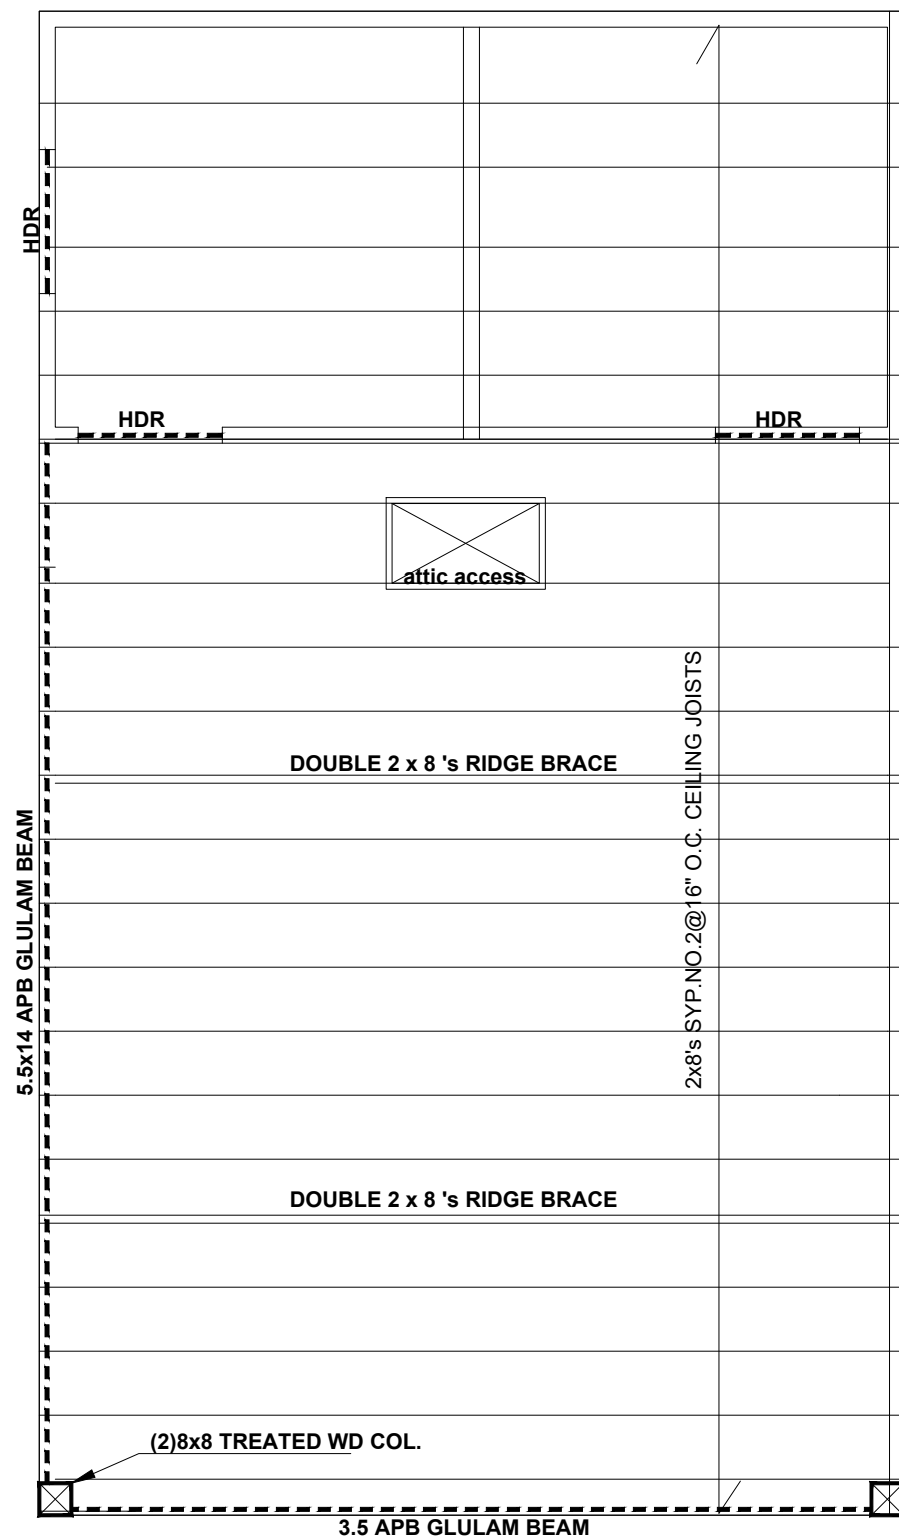 HDR
HDR
HDR
attic access
2x8's SYP.NO.2@16" O.C. CEILING JOISTS
DOUBLE 2 x 8 's RIDGE BRACE
5.5x14 APB GLULAM BEAM
DOUBLE 2 x 8 's RIDGE BRACE
(2)8x8 TREATED WD COL.
3.5 APB GLULAM BEAM